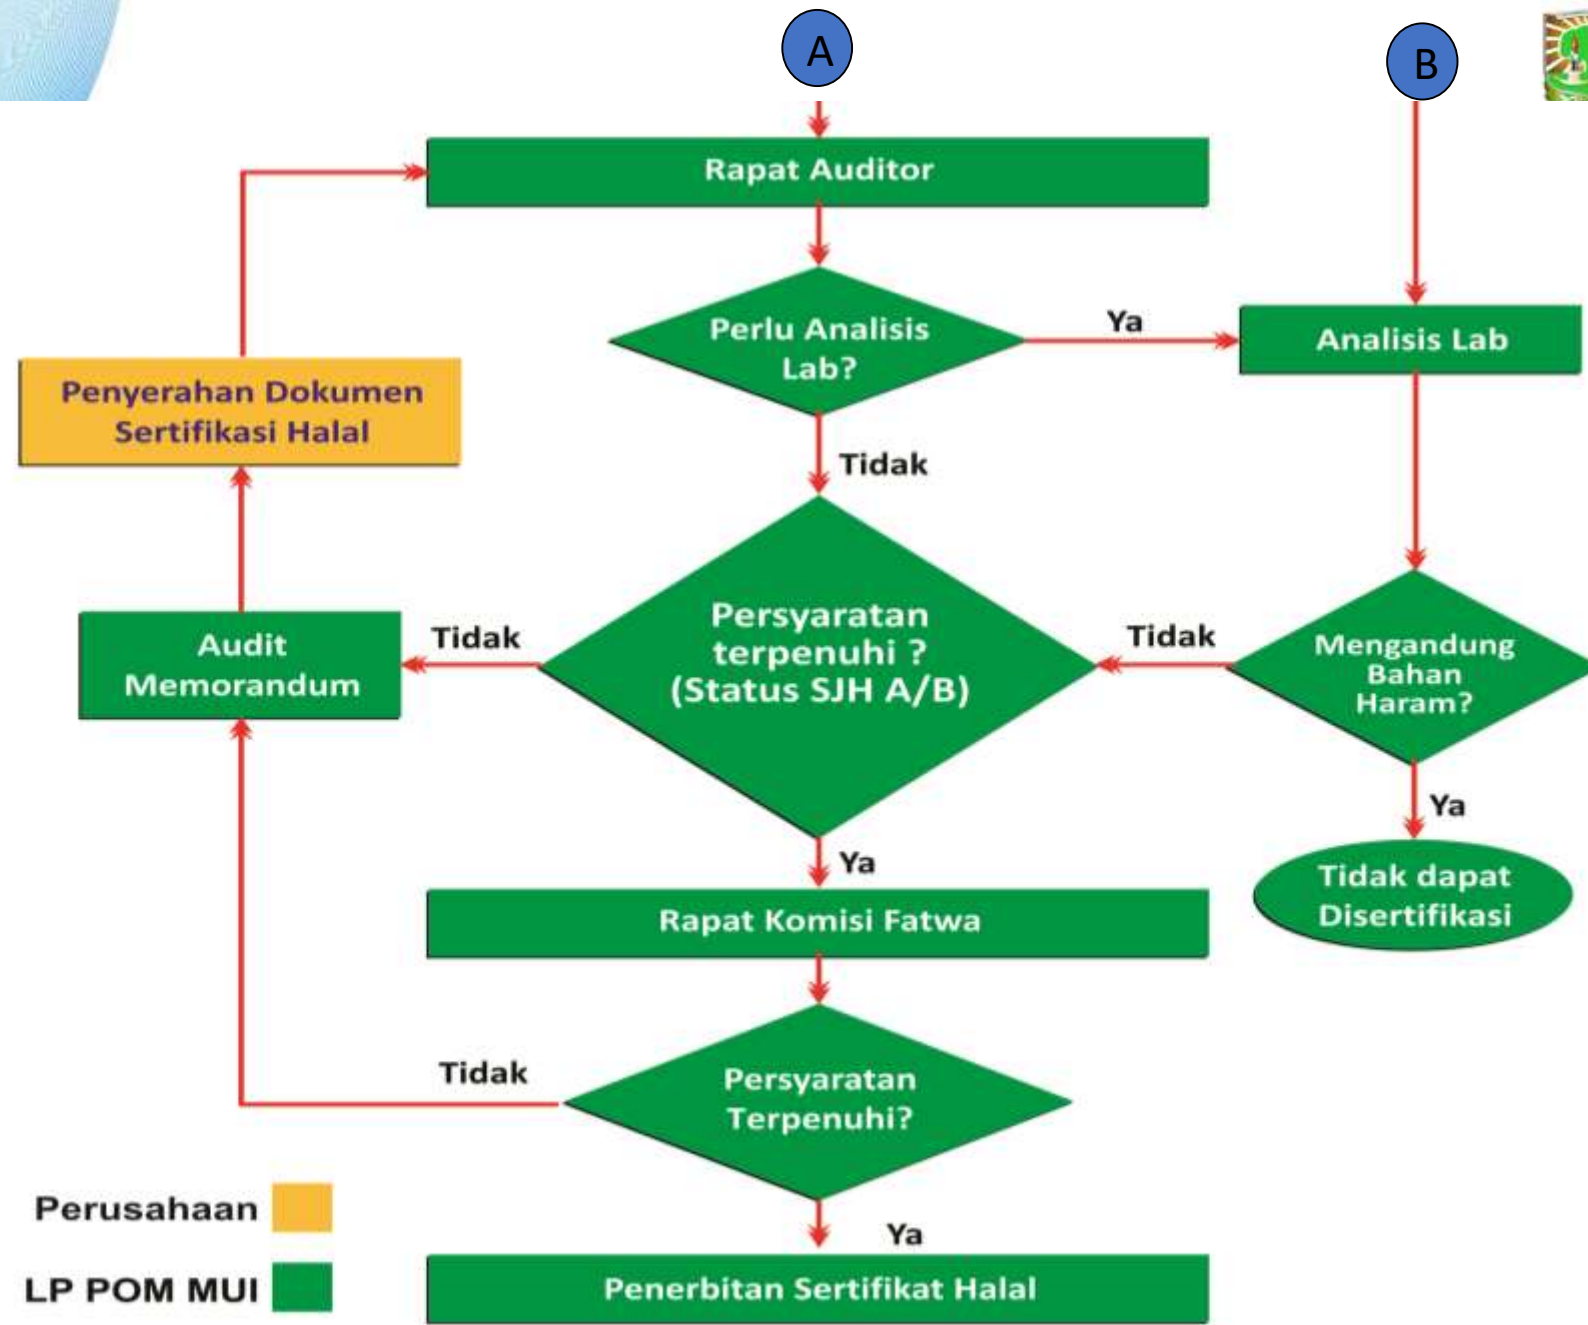 A
B
Rapat Auditor
Perlu Analisis
Lab?
Ya
Analisis Lab
Penyerahan Dokumen
Sertifikasi Halal
Tidak
Persyaratan
terpenuhi ?
(Status SJH A/B)
Tidak
Audit
Memorandum
Tidak
Mengandung
Bahan
Haram?
Ya
Tidak dapat
Disertifikasi
Ya
Rapat Komisi Fatwa
Tidak
Persyaratan
Terpenuhi?
Ya
Penerbitan Sertifikat Halal
Perusahaan
LP POM MUI